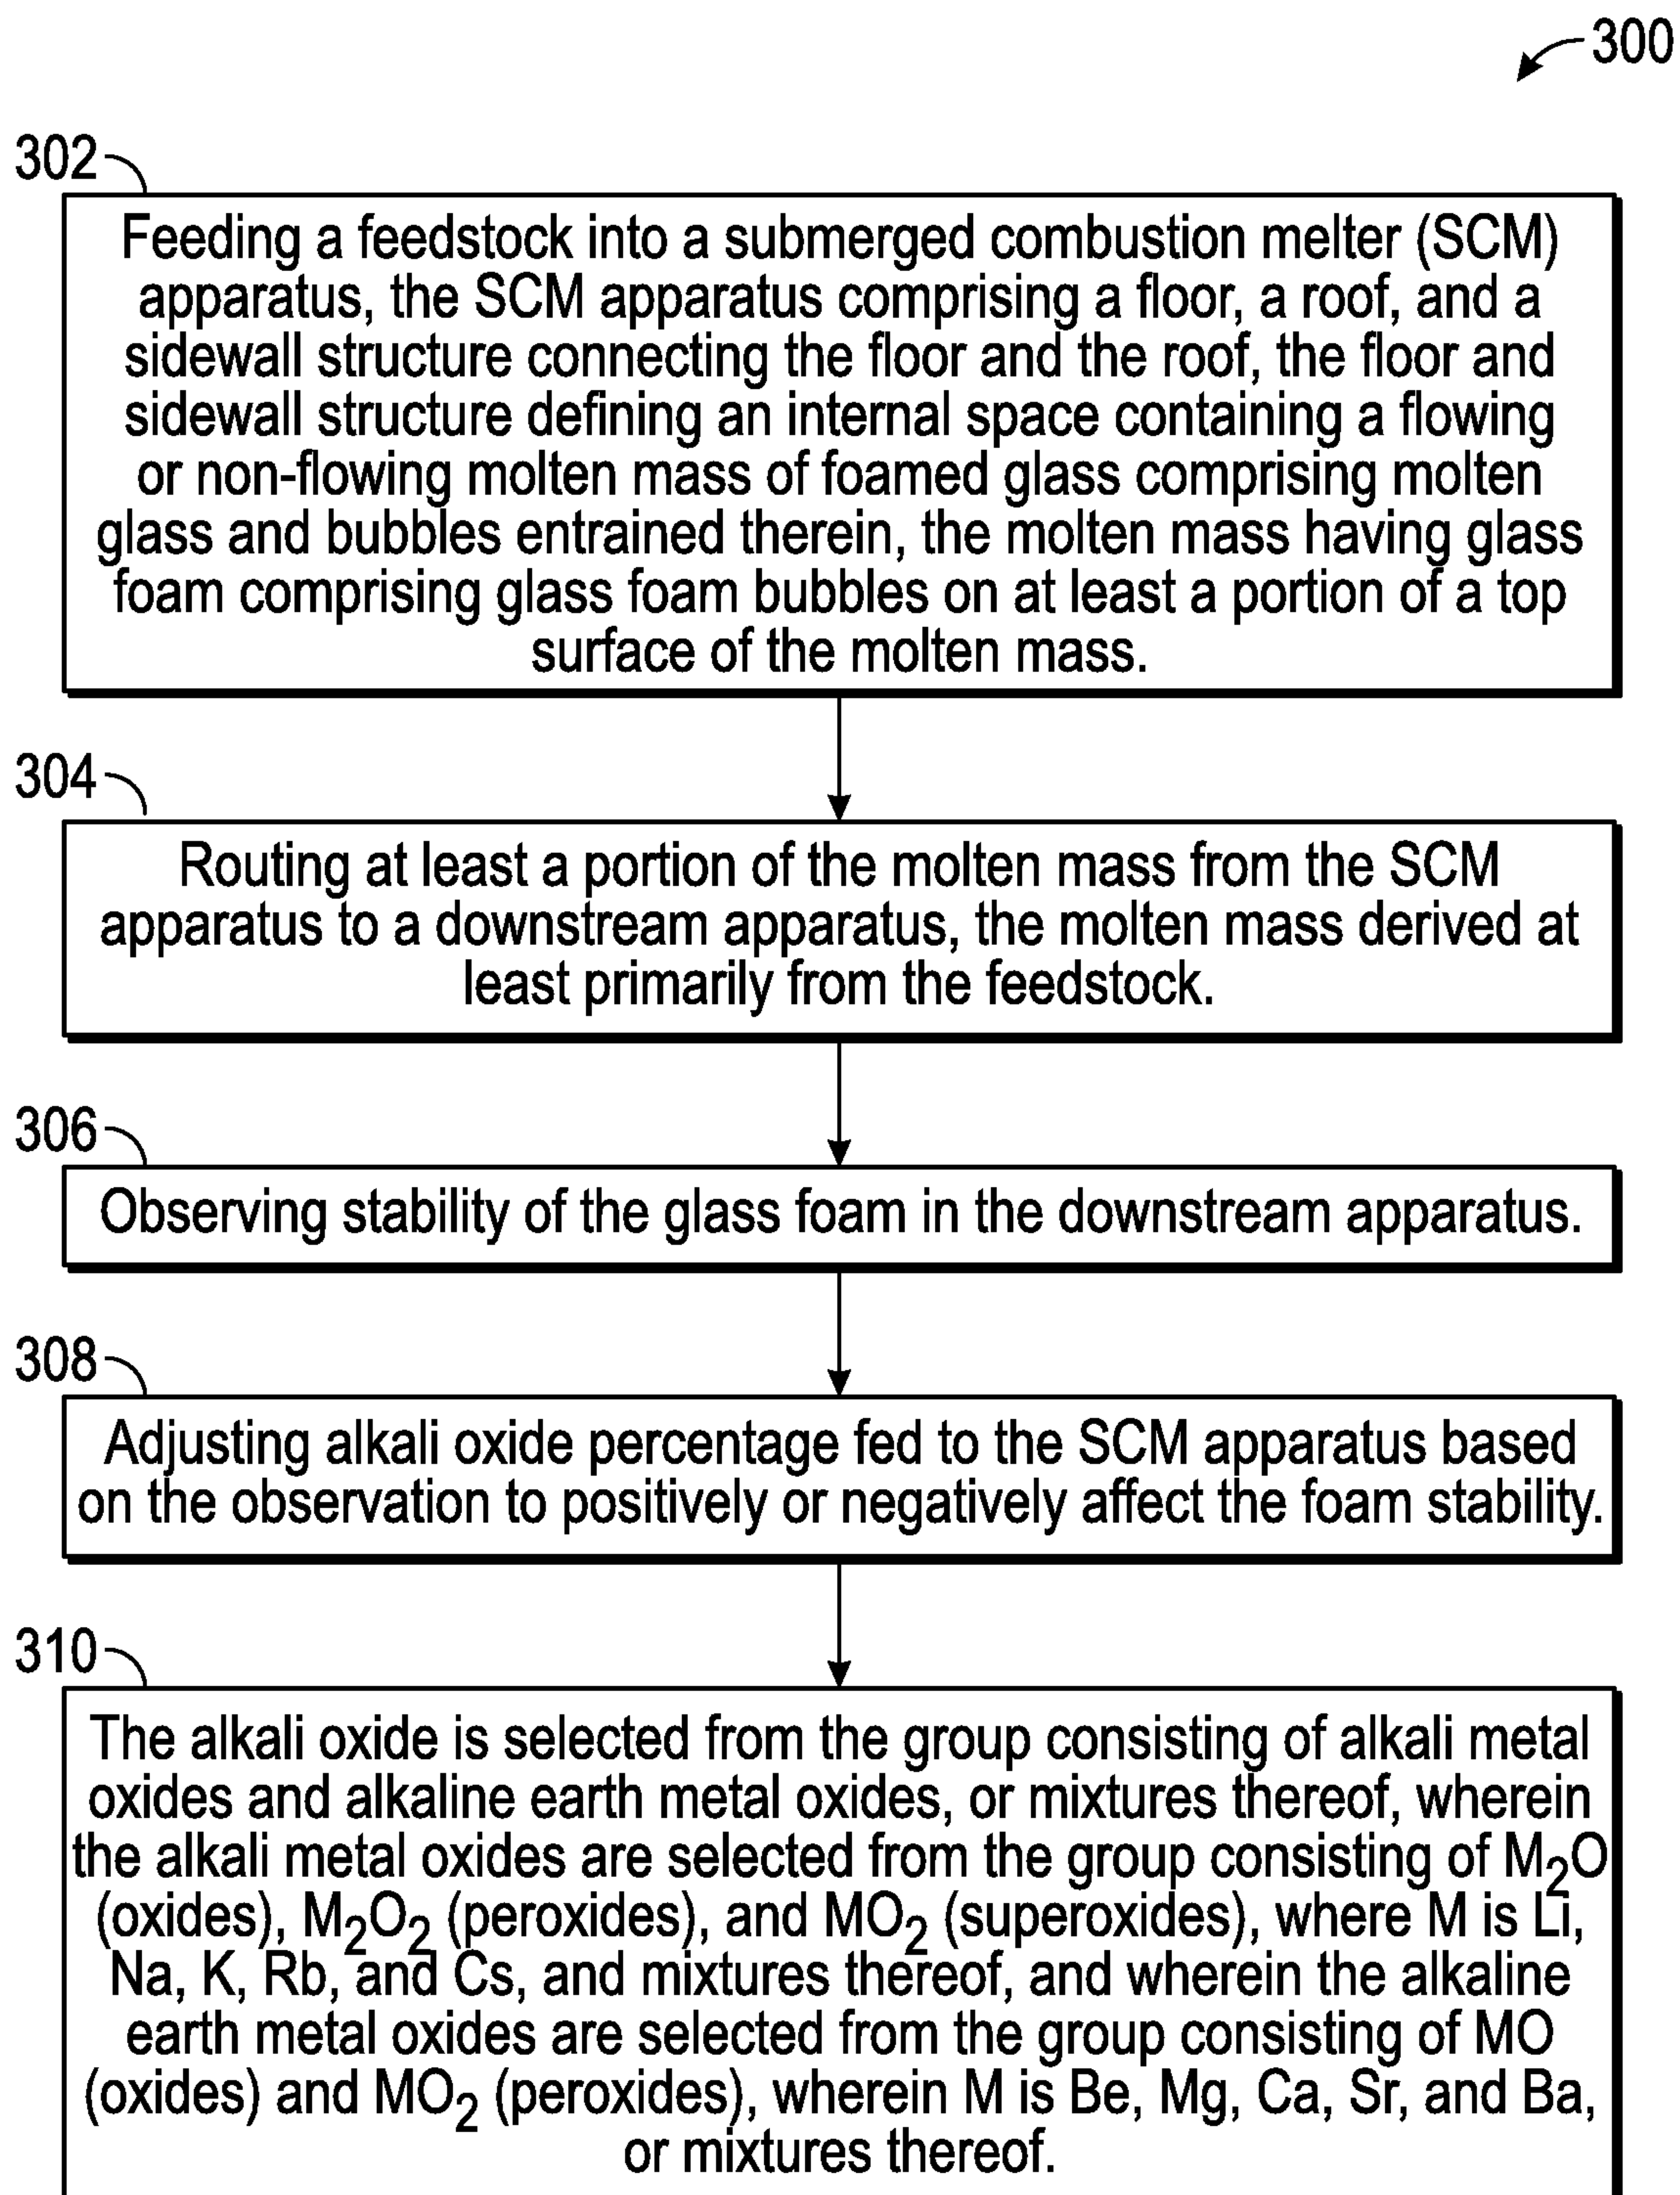 300
302
Feeding a feedstock into a submerged combustion melter (SCM)
apparatus, the SCM apparatus comprising a floor, a roof, and a
sidewall structure connecting the floor and the roof, the floor and
sidewall structure defining an internal space containing a flowing
or non-flowing molten mass of foamed glass comprising molten
glass and bubbles entrained therein, the molten mass having glass
foam comprising glass foam bubbles on at least a portion of a top
surface of the molten mass.
304
Routing at least a portion of the molten mass from the SCM
apparatus to a downstream apparatus, the molten mass derived at
least primarily from the feedstock.
306
Observing stability of the glass foam in the downstream apparatus.
308
Adjusting alkali oxide percentage fed to the SCM apparatus based
on the observation to positively or negatively affect the foam stability.
310
The alkali oxide is selected from the group consisting of alkali metal
oxides and alkaline earth metal oxides, or mixtures thereof, wherein
the alkali metal oxides are selected from the group consisting of M₂O
(oxides), M₂O₂ (peroxides), and MO₂ (superoxides), where M is Li,
Na, K, Rb, and Cs, and mixtures thereof, and wherein the alkaline
earth metal oxides are selected from the group consisting of MO
(oxides) and MO₂ (peroxides), wherein M is Be, Mg, Ca, Sr, and Ba,
or mixtures thereof.